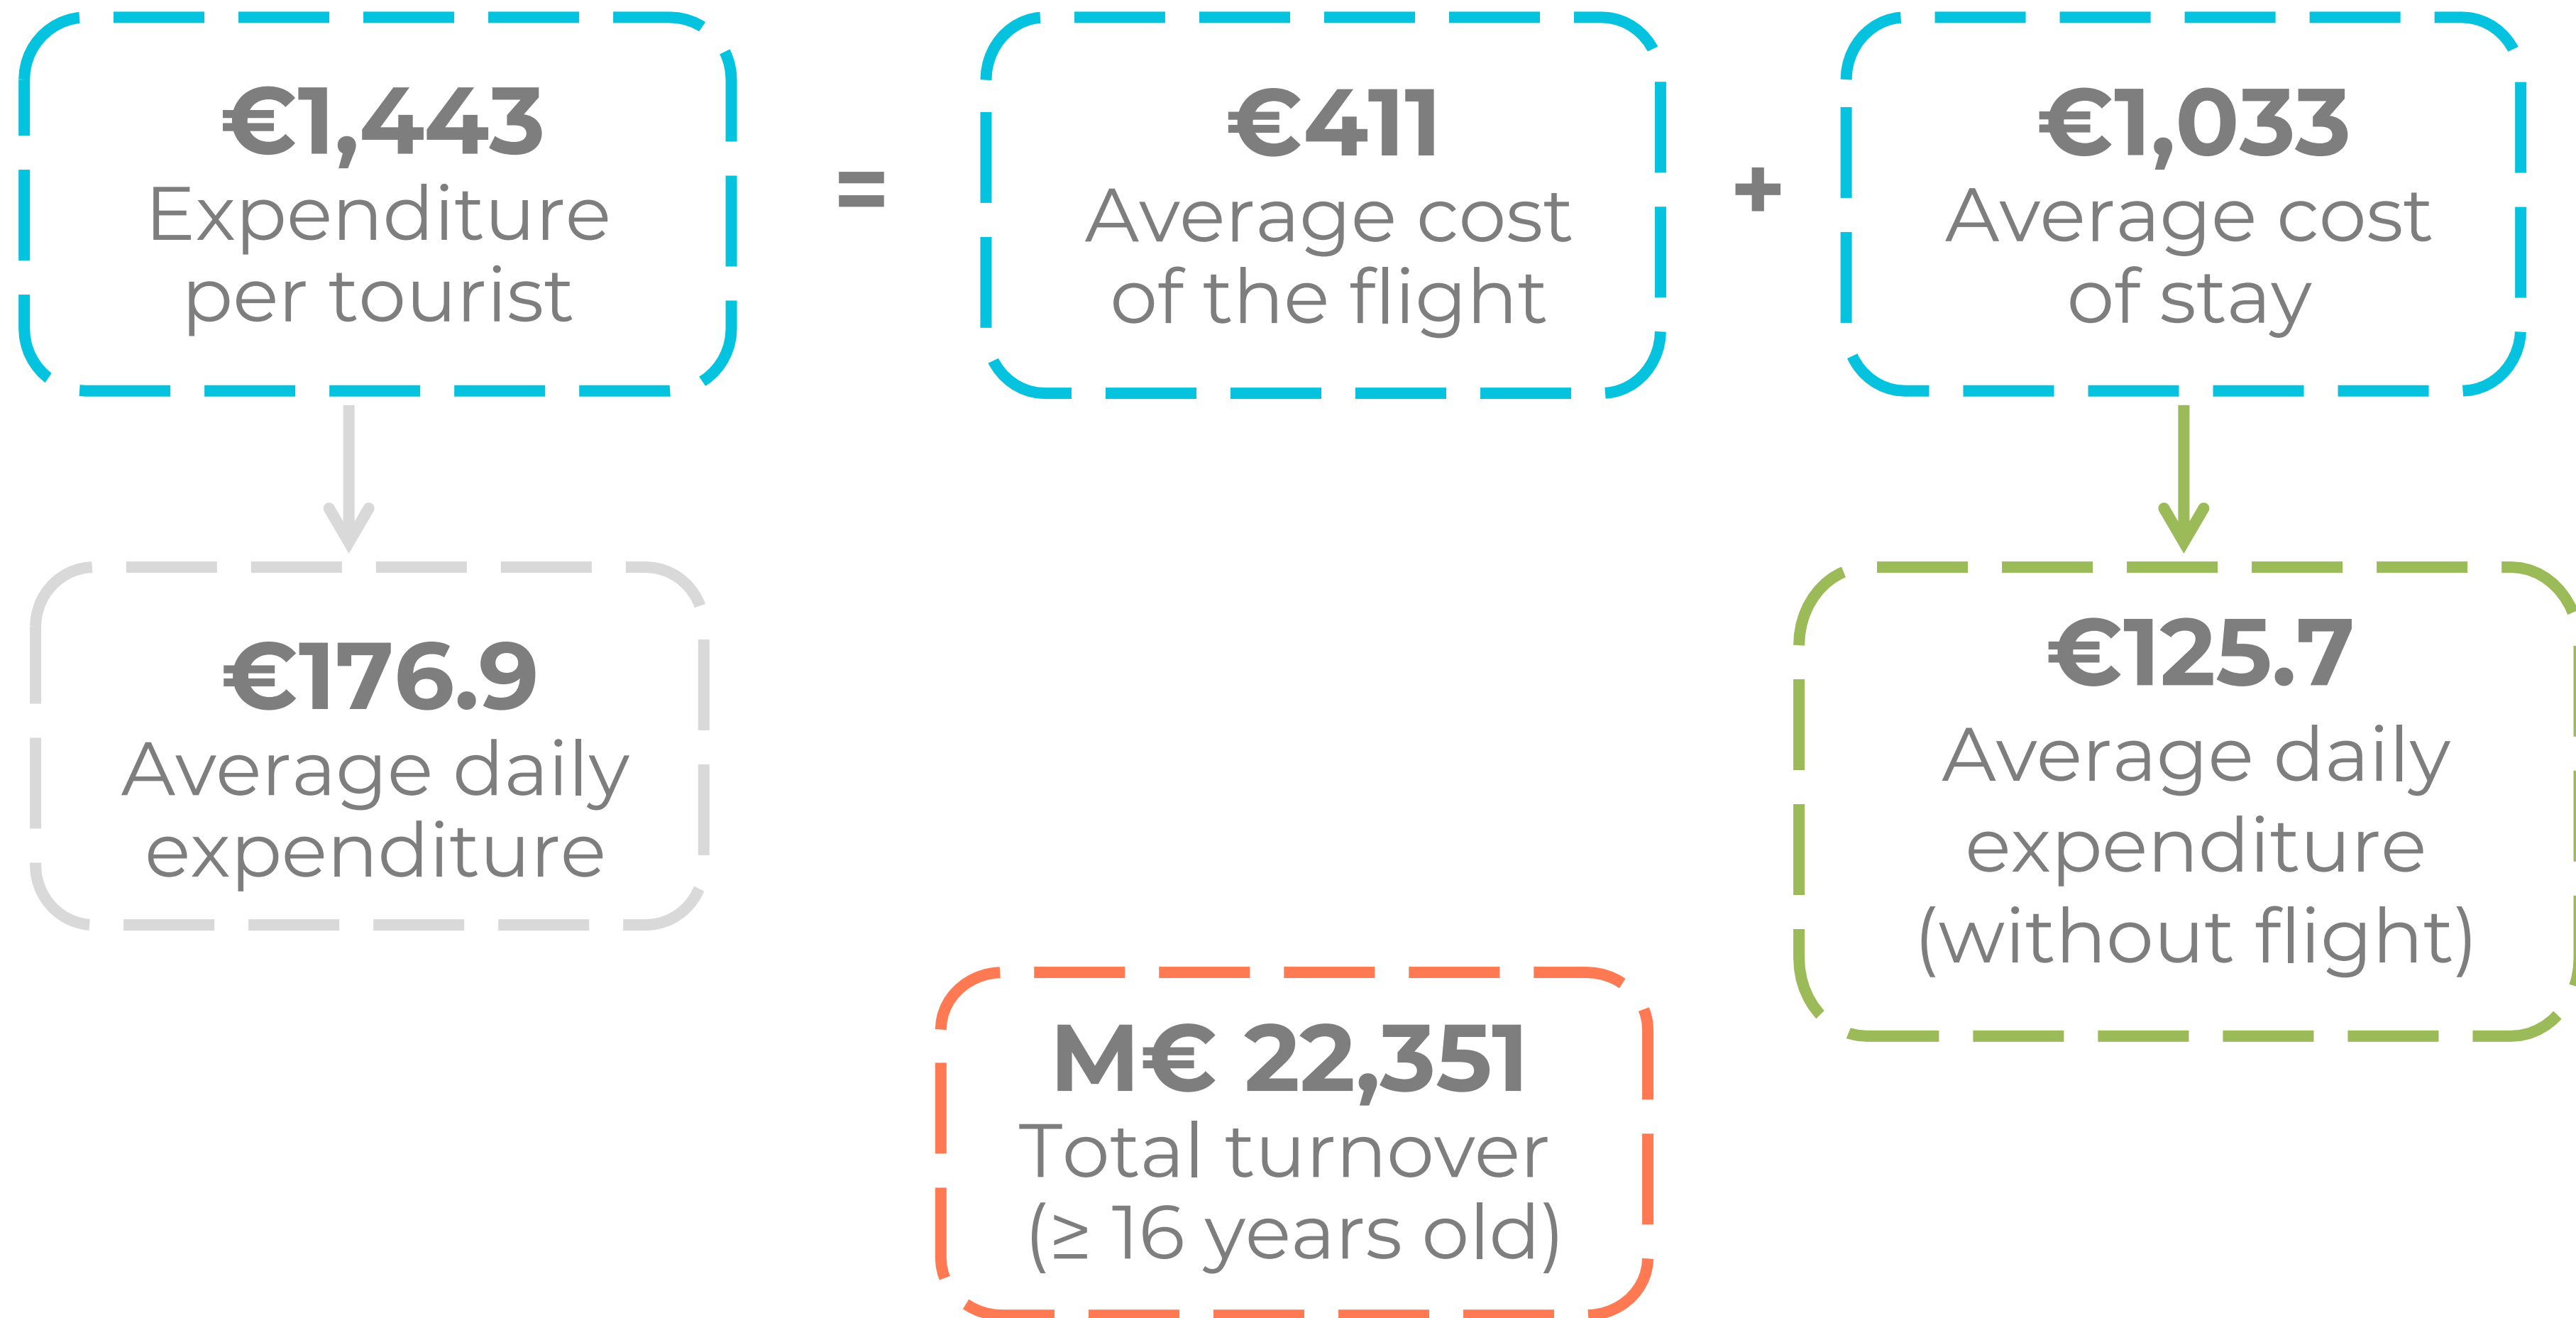 €1,443
Expenditure
per tourist
=
€411
Average cost
of the flight
+
€1,033
Average cost
of stay
€176.9
Average daily
expenditure
€125.7
Average daily
expenditure
(without flight)
M€ 22,351
Total turnover
(≥ 16 years old)